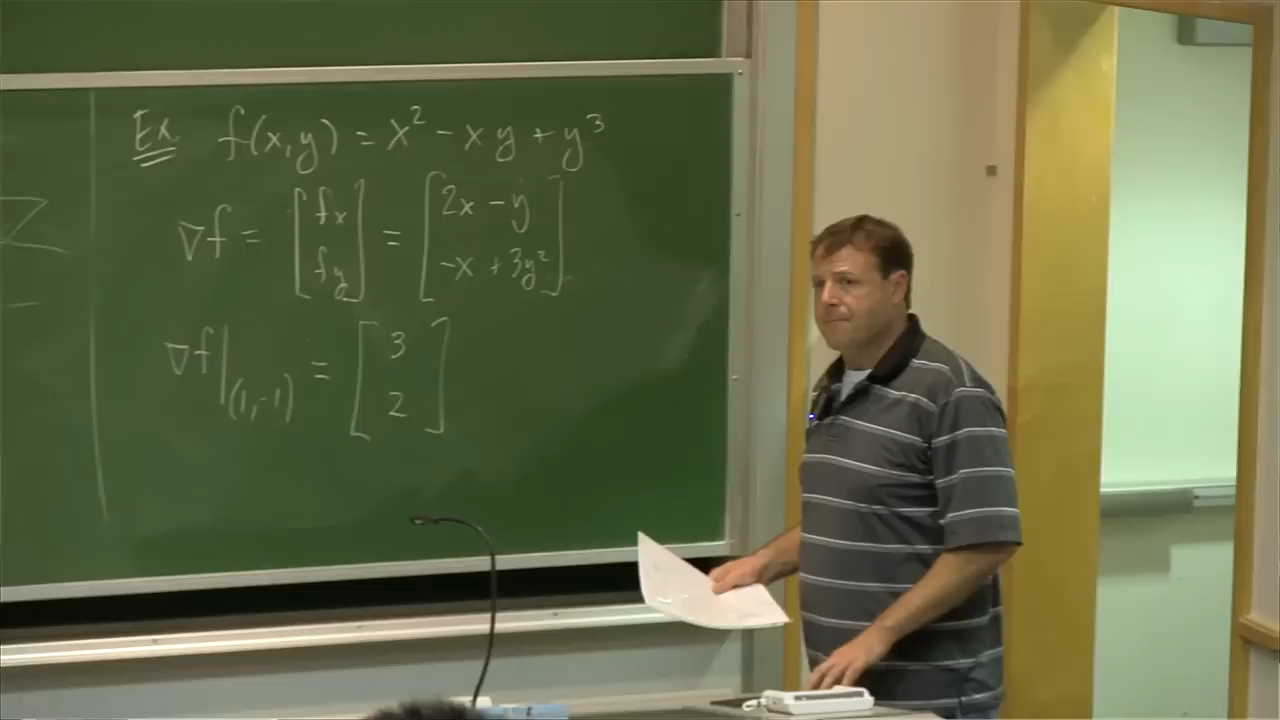 Ex f(x,y) = x² - xy + y³
∇f = [fx fy] = [2x - y -x + 3y²]
∇f|(1,-1) = [3 2]